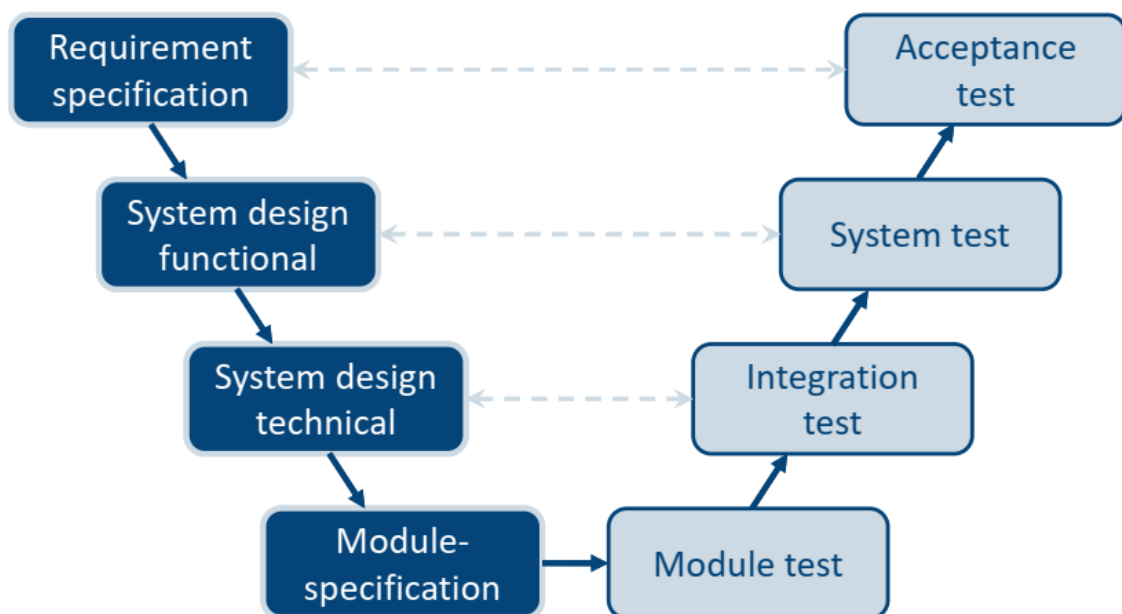 Requirement
specification
Acceptance
test
System design
functional
System test
System design
technical
Integration
test
Module-
specification
Module test